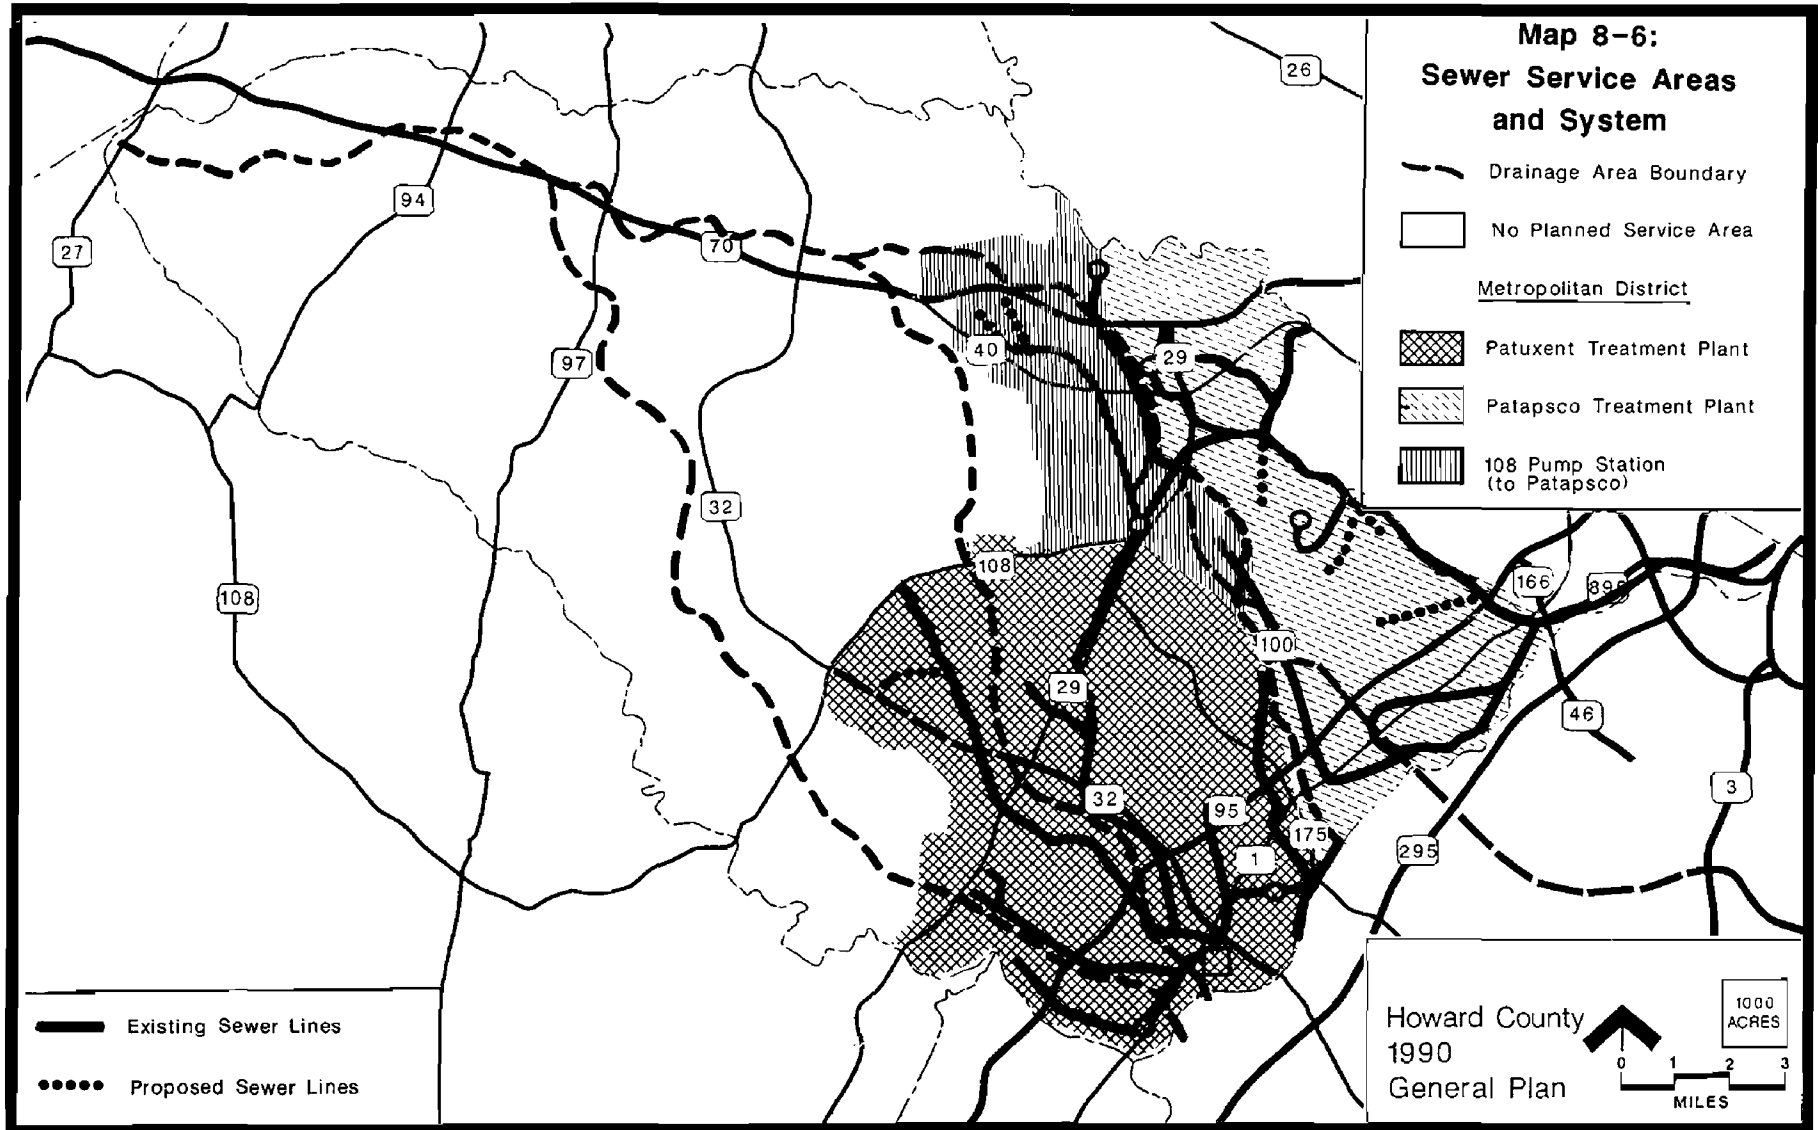 Map 8-6:
Sewer Service Areas
and System
Drainage Area Boundary
No Planned Service Area
Metropolitan District
Patuxent Treatment Plant
Patapsco Treatment Plant
108 Pump Station
(to Patapsco)
26
94
27
70
97
40
29
32
108
108
166
100
29
46
32
95
3
175
1
295
Existing Sewer Lines
Proposed Sewer Lines
Howard County
1990
General Plan
1000
ACRES
0 1 2 3
MILES